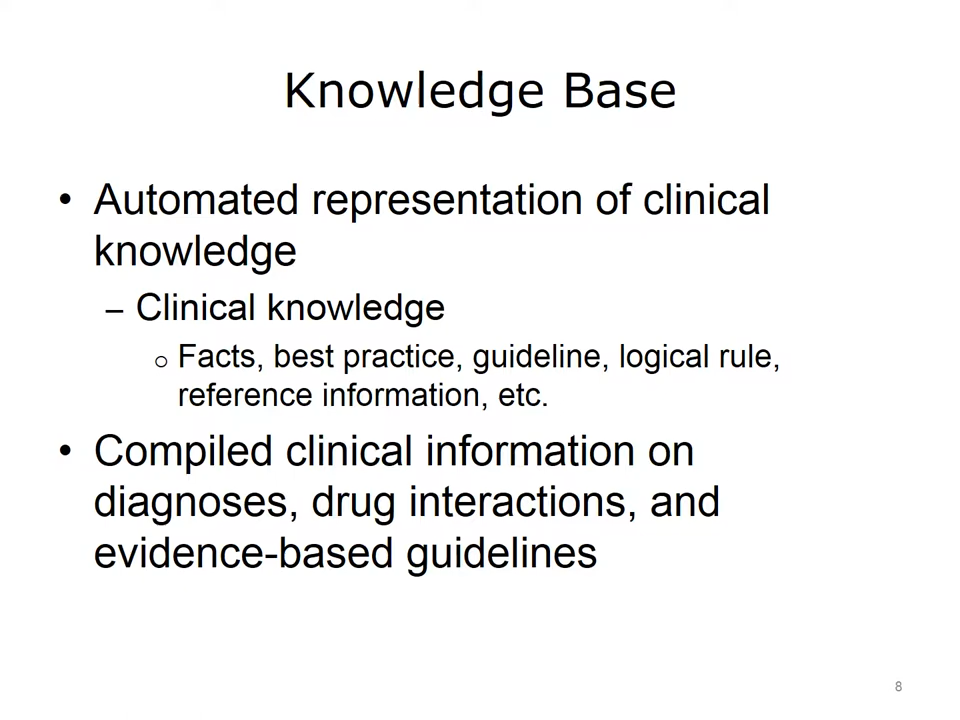 Knowledge Base
• Automated representation of clinical
knowledge
– Clinical knowledge
o Facts, best practice, guideline, logical rule,
reference information, etc.
• Compiled clinical information on
diagnoses, drug interactions, and
evidence-based guidelines
8